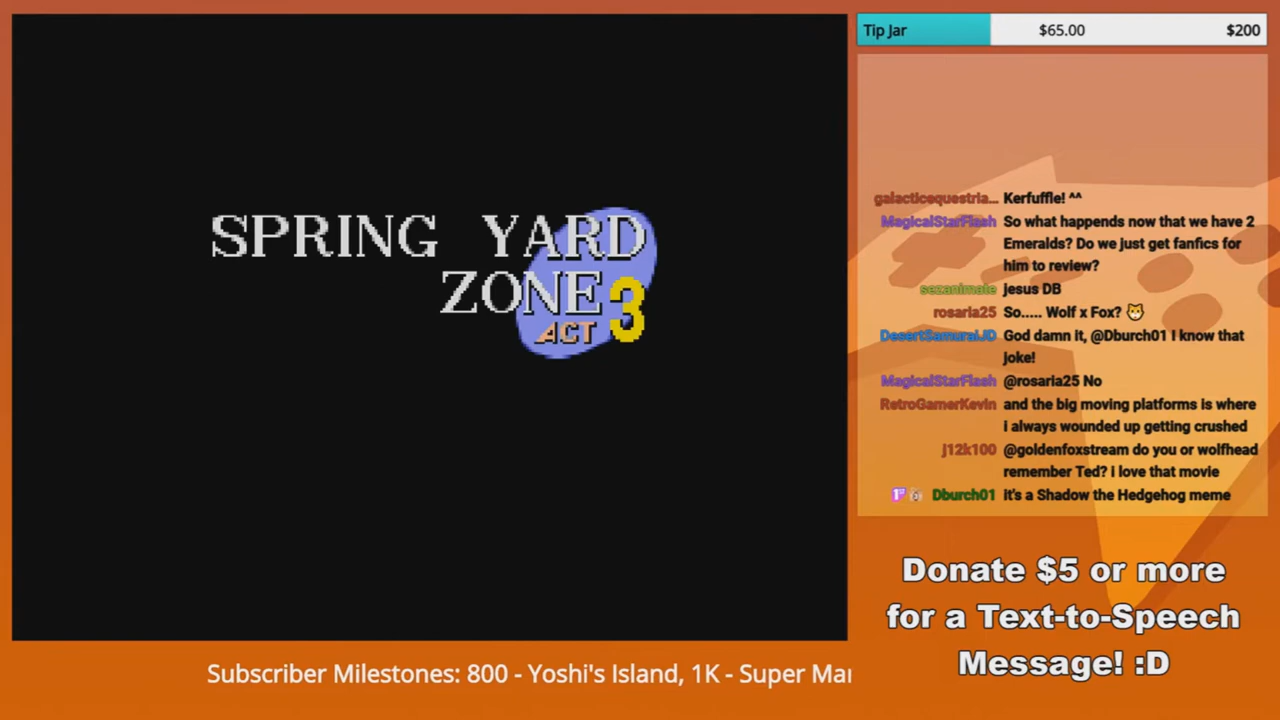 SPRING YARD
ZONE
ACT 3
Tip Jar $65.00 $200
galacticequestria... Kerfuffle! ^^
MagicalStarFlash So what happends now that we have 2
Emeralds? Do we just get fanfics for
him to review?
sezanimate jesus DB
rosaria25 So..... Wolf x Fox? 🐱
DesertSamuraiJD God damn it, @Dburch01 I know that
joke!
MagicalStarFlash @rosaria25 No
RetroGamerKevin and the big moving platforms is where
i always wounded up getting crushed
j12k100 @goldenfoxstream do you or wolfhead
remember Ted? i love that movie
Dburch01 it's a Shadow the Hedgehog meme
Donate $5 or more
for a Text-to-Speech
Message! :D
Subscriber Milestones: 800 - Yoshi's Island, 1K - Super Mar